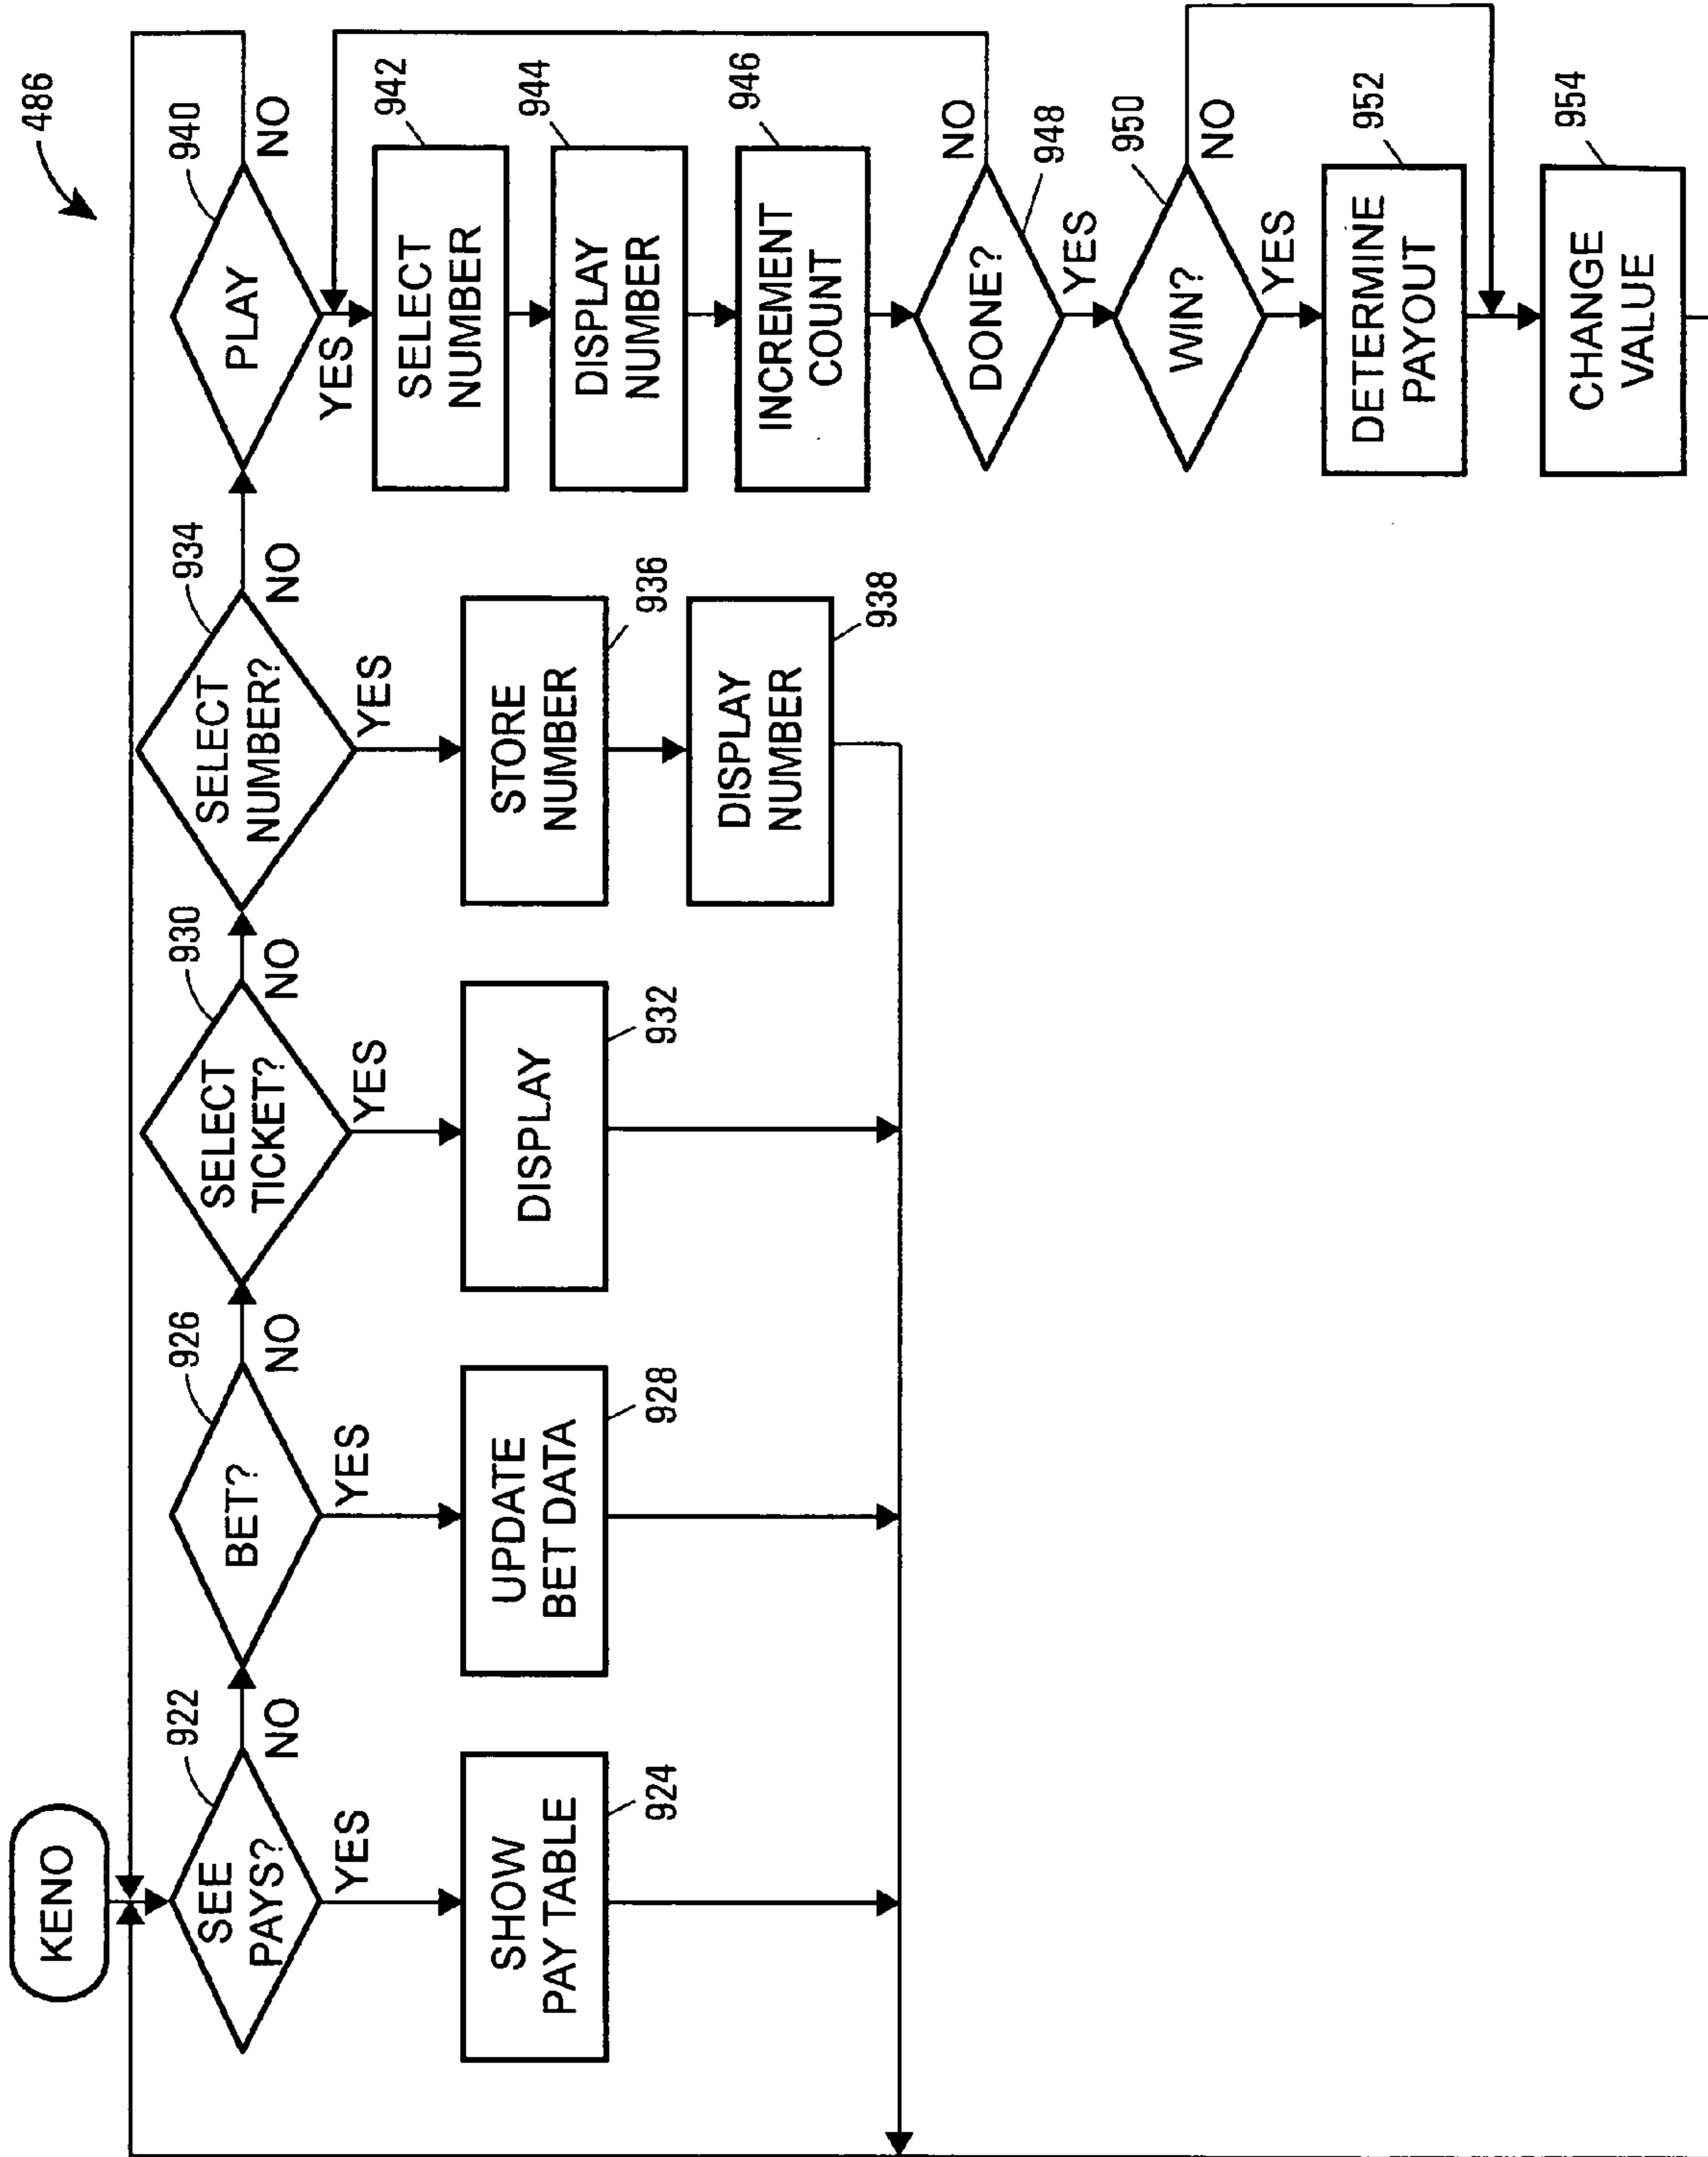 486
KENO
922
SEE
PAYS?
NO
YES
SHOW
PAY TABLE
924
926
BET?
NO
YES
UPDATE
BET DATA
928
930
SELECT
TICKET?
NO
YES
DISPLAY
932
934
SELECT
NUMBER?
NO
YES
STORE
NUMBER
936
DISPLAY
NUMBER
938
940
PLAY
NO
YES
942
SELECT
NUMBER
944
DISPLAY
NUMBER
946
INCREMENT
COUNT
NO
DONE?
948
YES
950
WIN?
NO
YES
952
DETERMINE
PAYOUT
954
CHANGE
VALUE